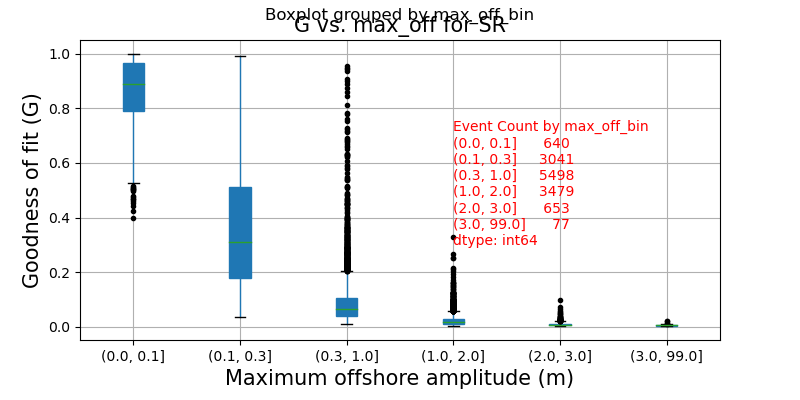 Boxplot grouped by max_off_bin
G vs. max_off for SR
Goodness of fit (G)
1.0
0.8
0.6
0.4
0.2
0.0
Event Count by max_off_bin
(0.0, 0.1] 640
(0.1, 0.3] 3041
(0.3, 1.0] 5498
(1.0, 2.0] 3479
(2.0, 3.0] 653
(3.0, 99.0] 77
dtype: int64
(0.0, 0.1] (0.1, 0.3] (0.3, 1.0] (1.0, 2.0] (2.0, 3.0] (3.0, 99.0]
Maximum offshore amplitude (m)